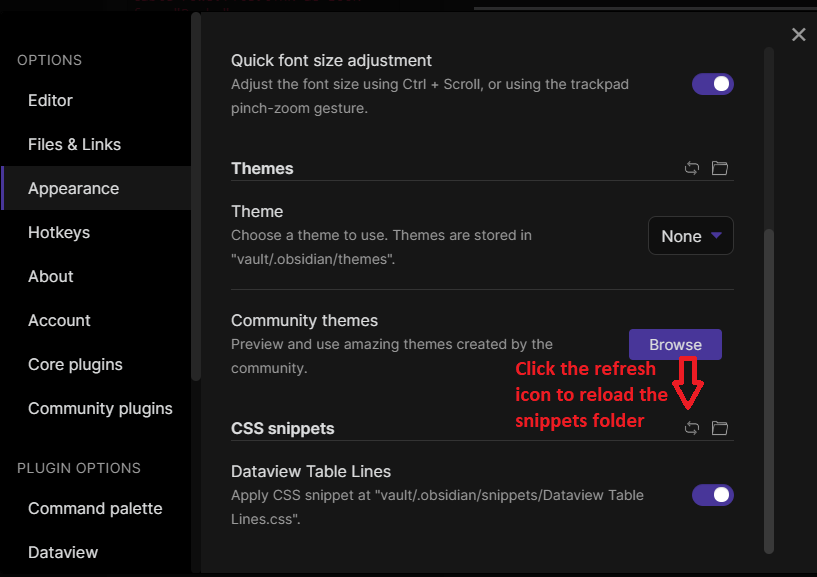 OPTIONS
Editor
Files & Links
Appearance
Hotkeys
About
Account
Core plugins
Community plugins
PLUGIN OPTIONS
Command palette
Dataview
Quick font size adjustment
Adjust the font size using Ctrl + Scroll, or using the trackpad
pinch-zoom gesture.
Themes
Theme
Choose a theme to use. Themes are stored in
"vault/.obsidian/themes".
None
Community themes
Preview and use amazing themes created by the
community.
Browse
Click the refresh
icon to reload the
snippets folder
CSS snippets
Dataview Table Lines
Apply CSS snippet at "vault/.obsidian/snippets/Dataview Table
Lines.css".